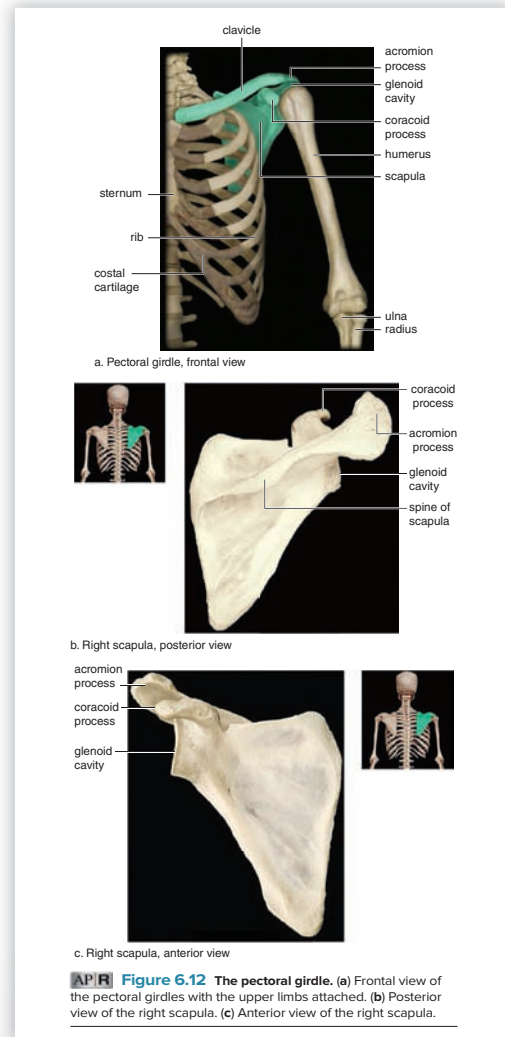 clavicle
acromion
process
glenoid
cavity
coracoid
process
humerus
scapula
sternum
rib
costal
cartilage
ulna
radius
a. Pectoral girdle, frontal view
coracoid
process
acromion
process
glenoid
cavity
spine of
scapula
b. Right scapula, posterior view
acromion
process
coracoid
process
glenoid
cavity
c. Right scapula, anterior view
AP|R Figure 6.12 The pectoral girdle. (a) Frontal view of
the pectoral girdles with the upper limbs attached. (b) Posterior
view of the right scapula. (c) Anterior view of the right scapula.